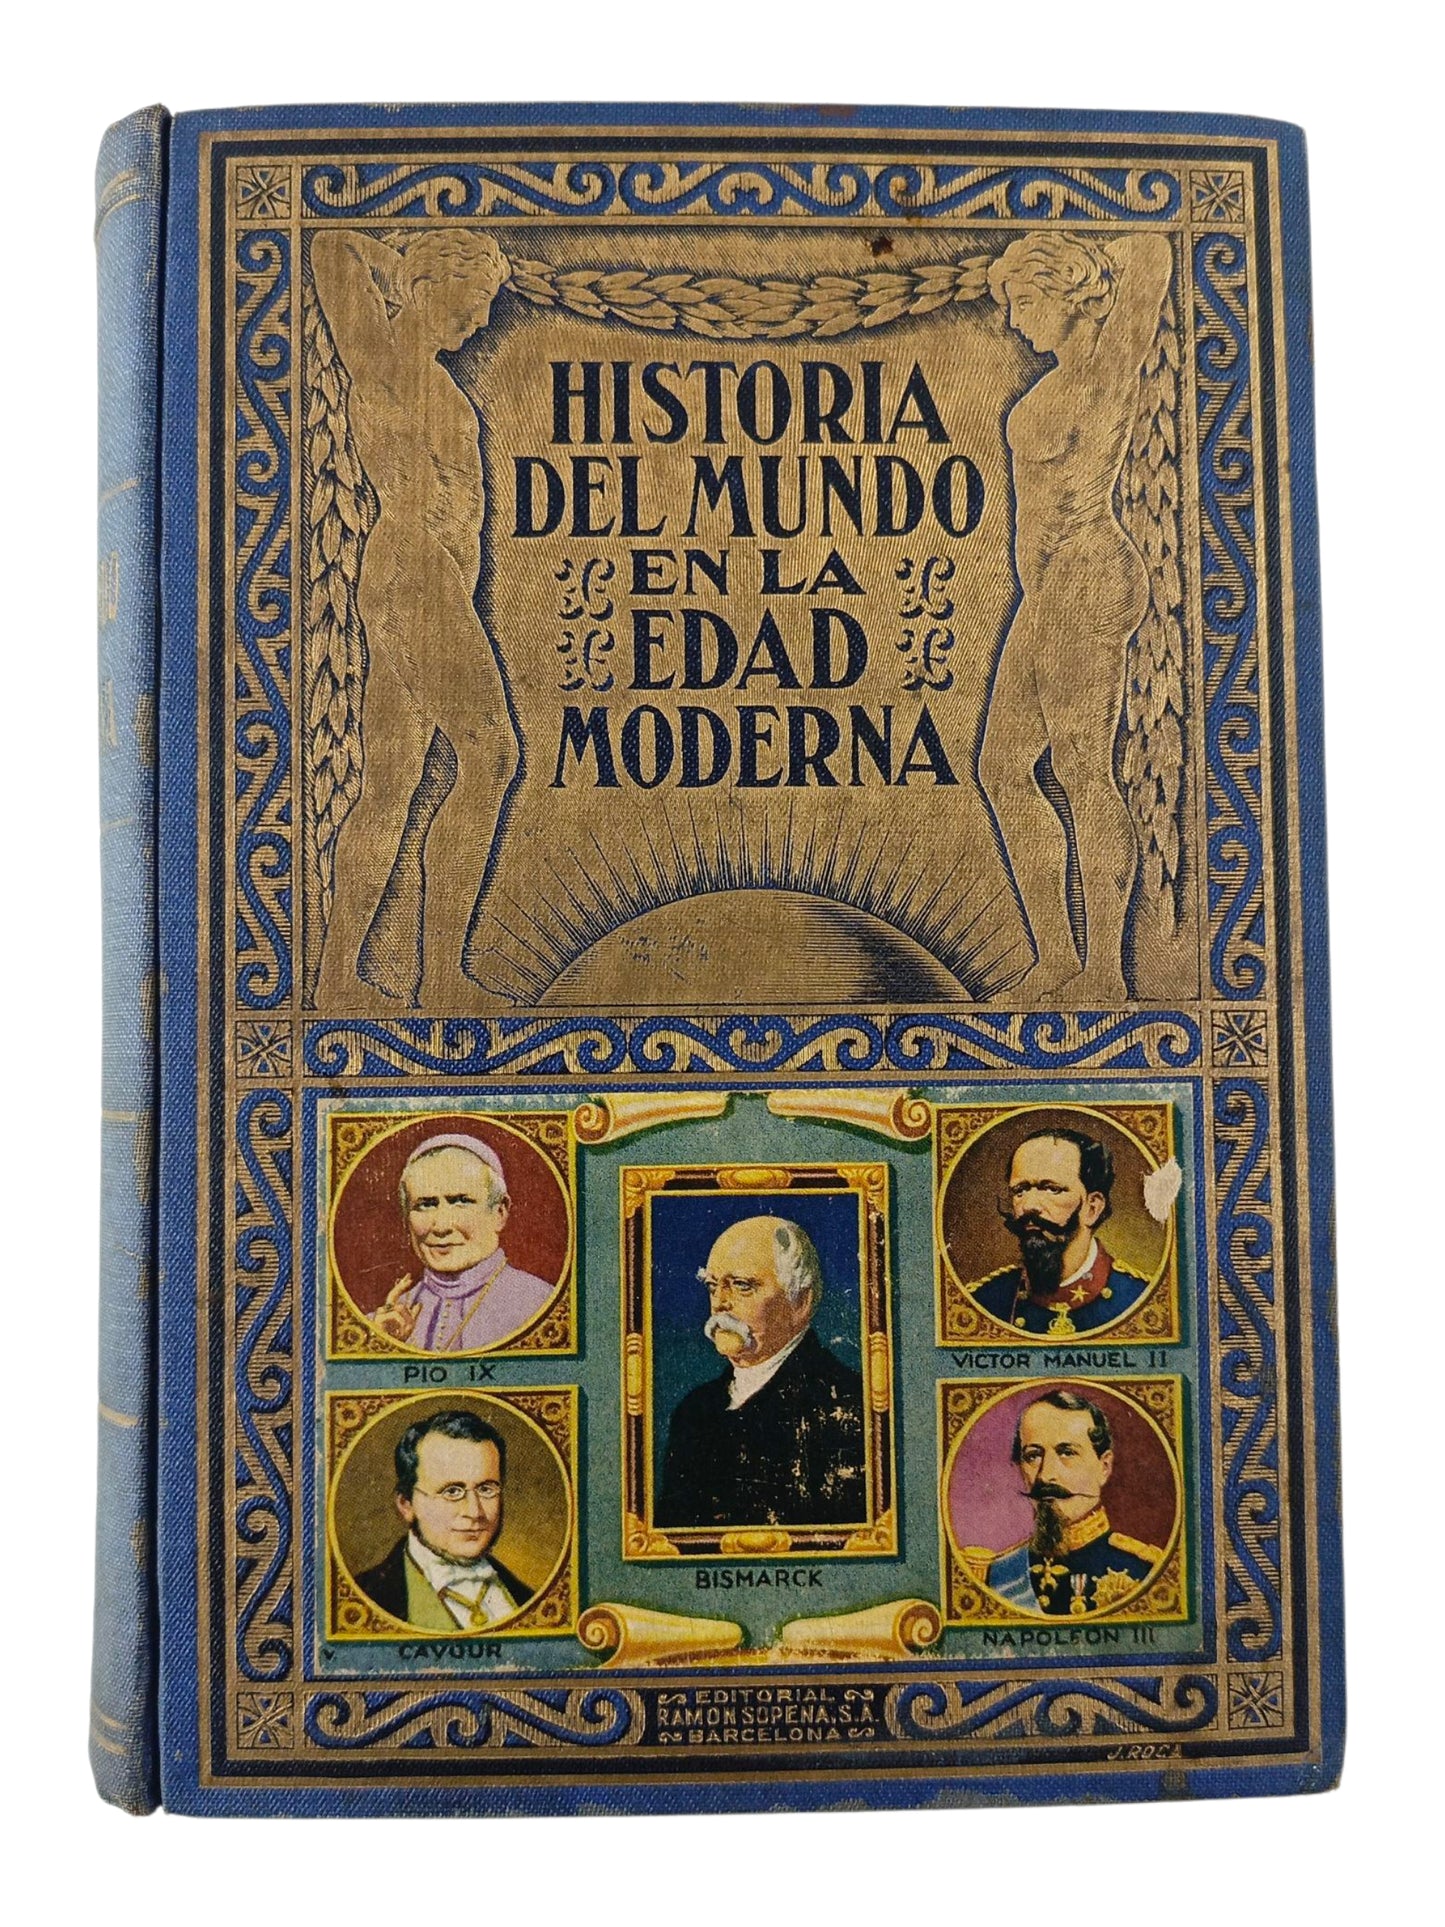 HISTORIA
DEL MUNDO
EN LA
EDAD
MODERNA
PIO IX
VICTOR MANUEL II
BISMARCK
CAVOUR
NAPOLEON III
EDITORIAL
RAMON SOPENA, S.A.
BARCELONA
J. ROCA